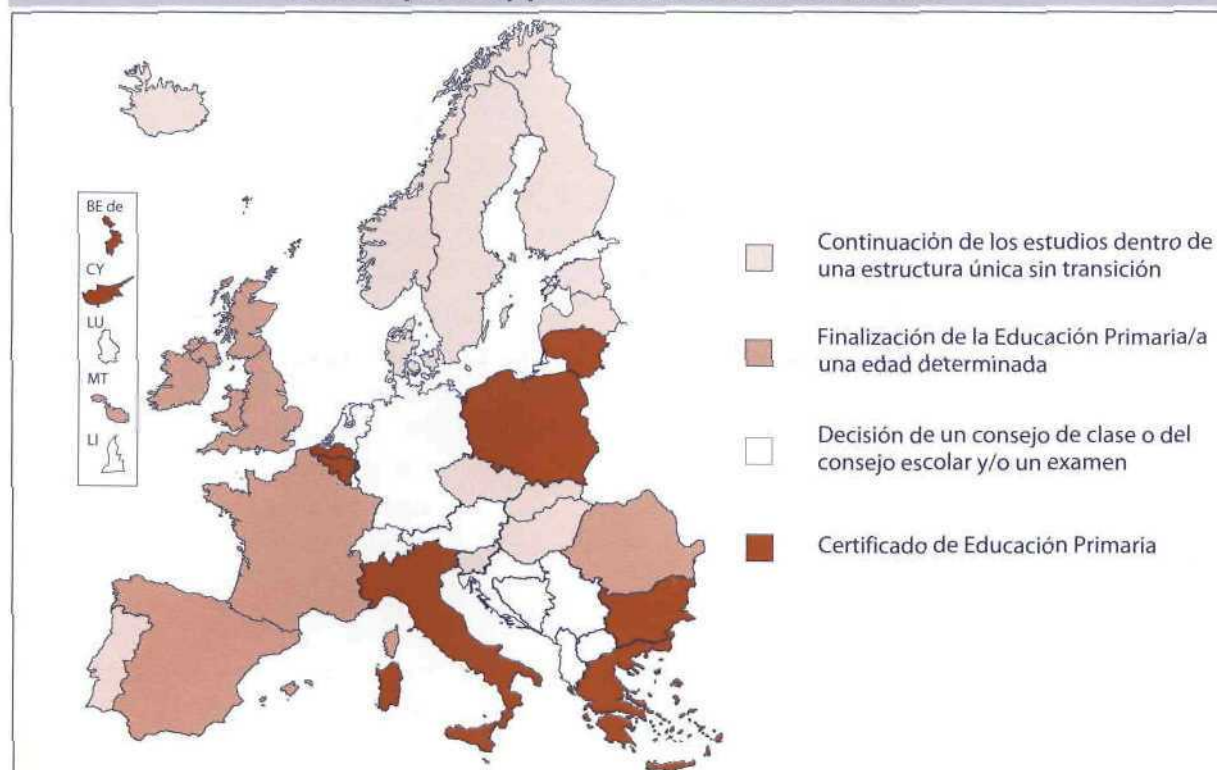 BE de
CY
LU
MT
LI
Continuación de los estudios dentro de
una estructura única sin transición
Finalización de la Educación Primaria/a
una edad determinada
Decisión de un consejo de clase o del
consejo escolar y/o un examen
Certificado de Educación Primaria